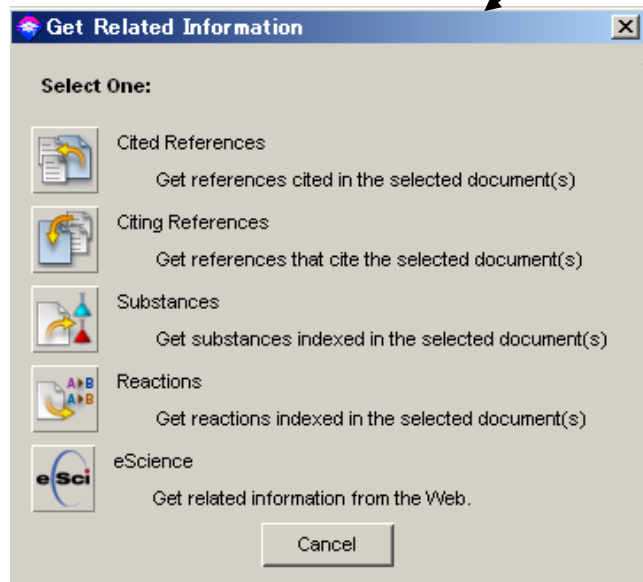 Get Related Information
Select One:
Cited References
Get references cited in the selected document(s)
Citing References
Get references that cite the selected document(s)
Substances
Get substances indexed in the selected document(s)
A▸B
A▸B
Reactions
Get reactions indexed in the selected document(s)
eSci
eScience
Get related information from the Web.
Cancel